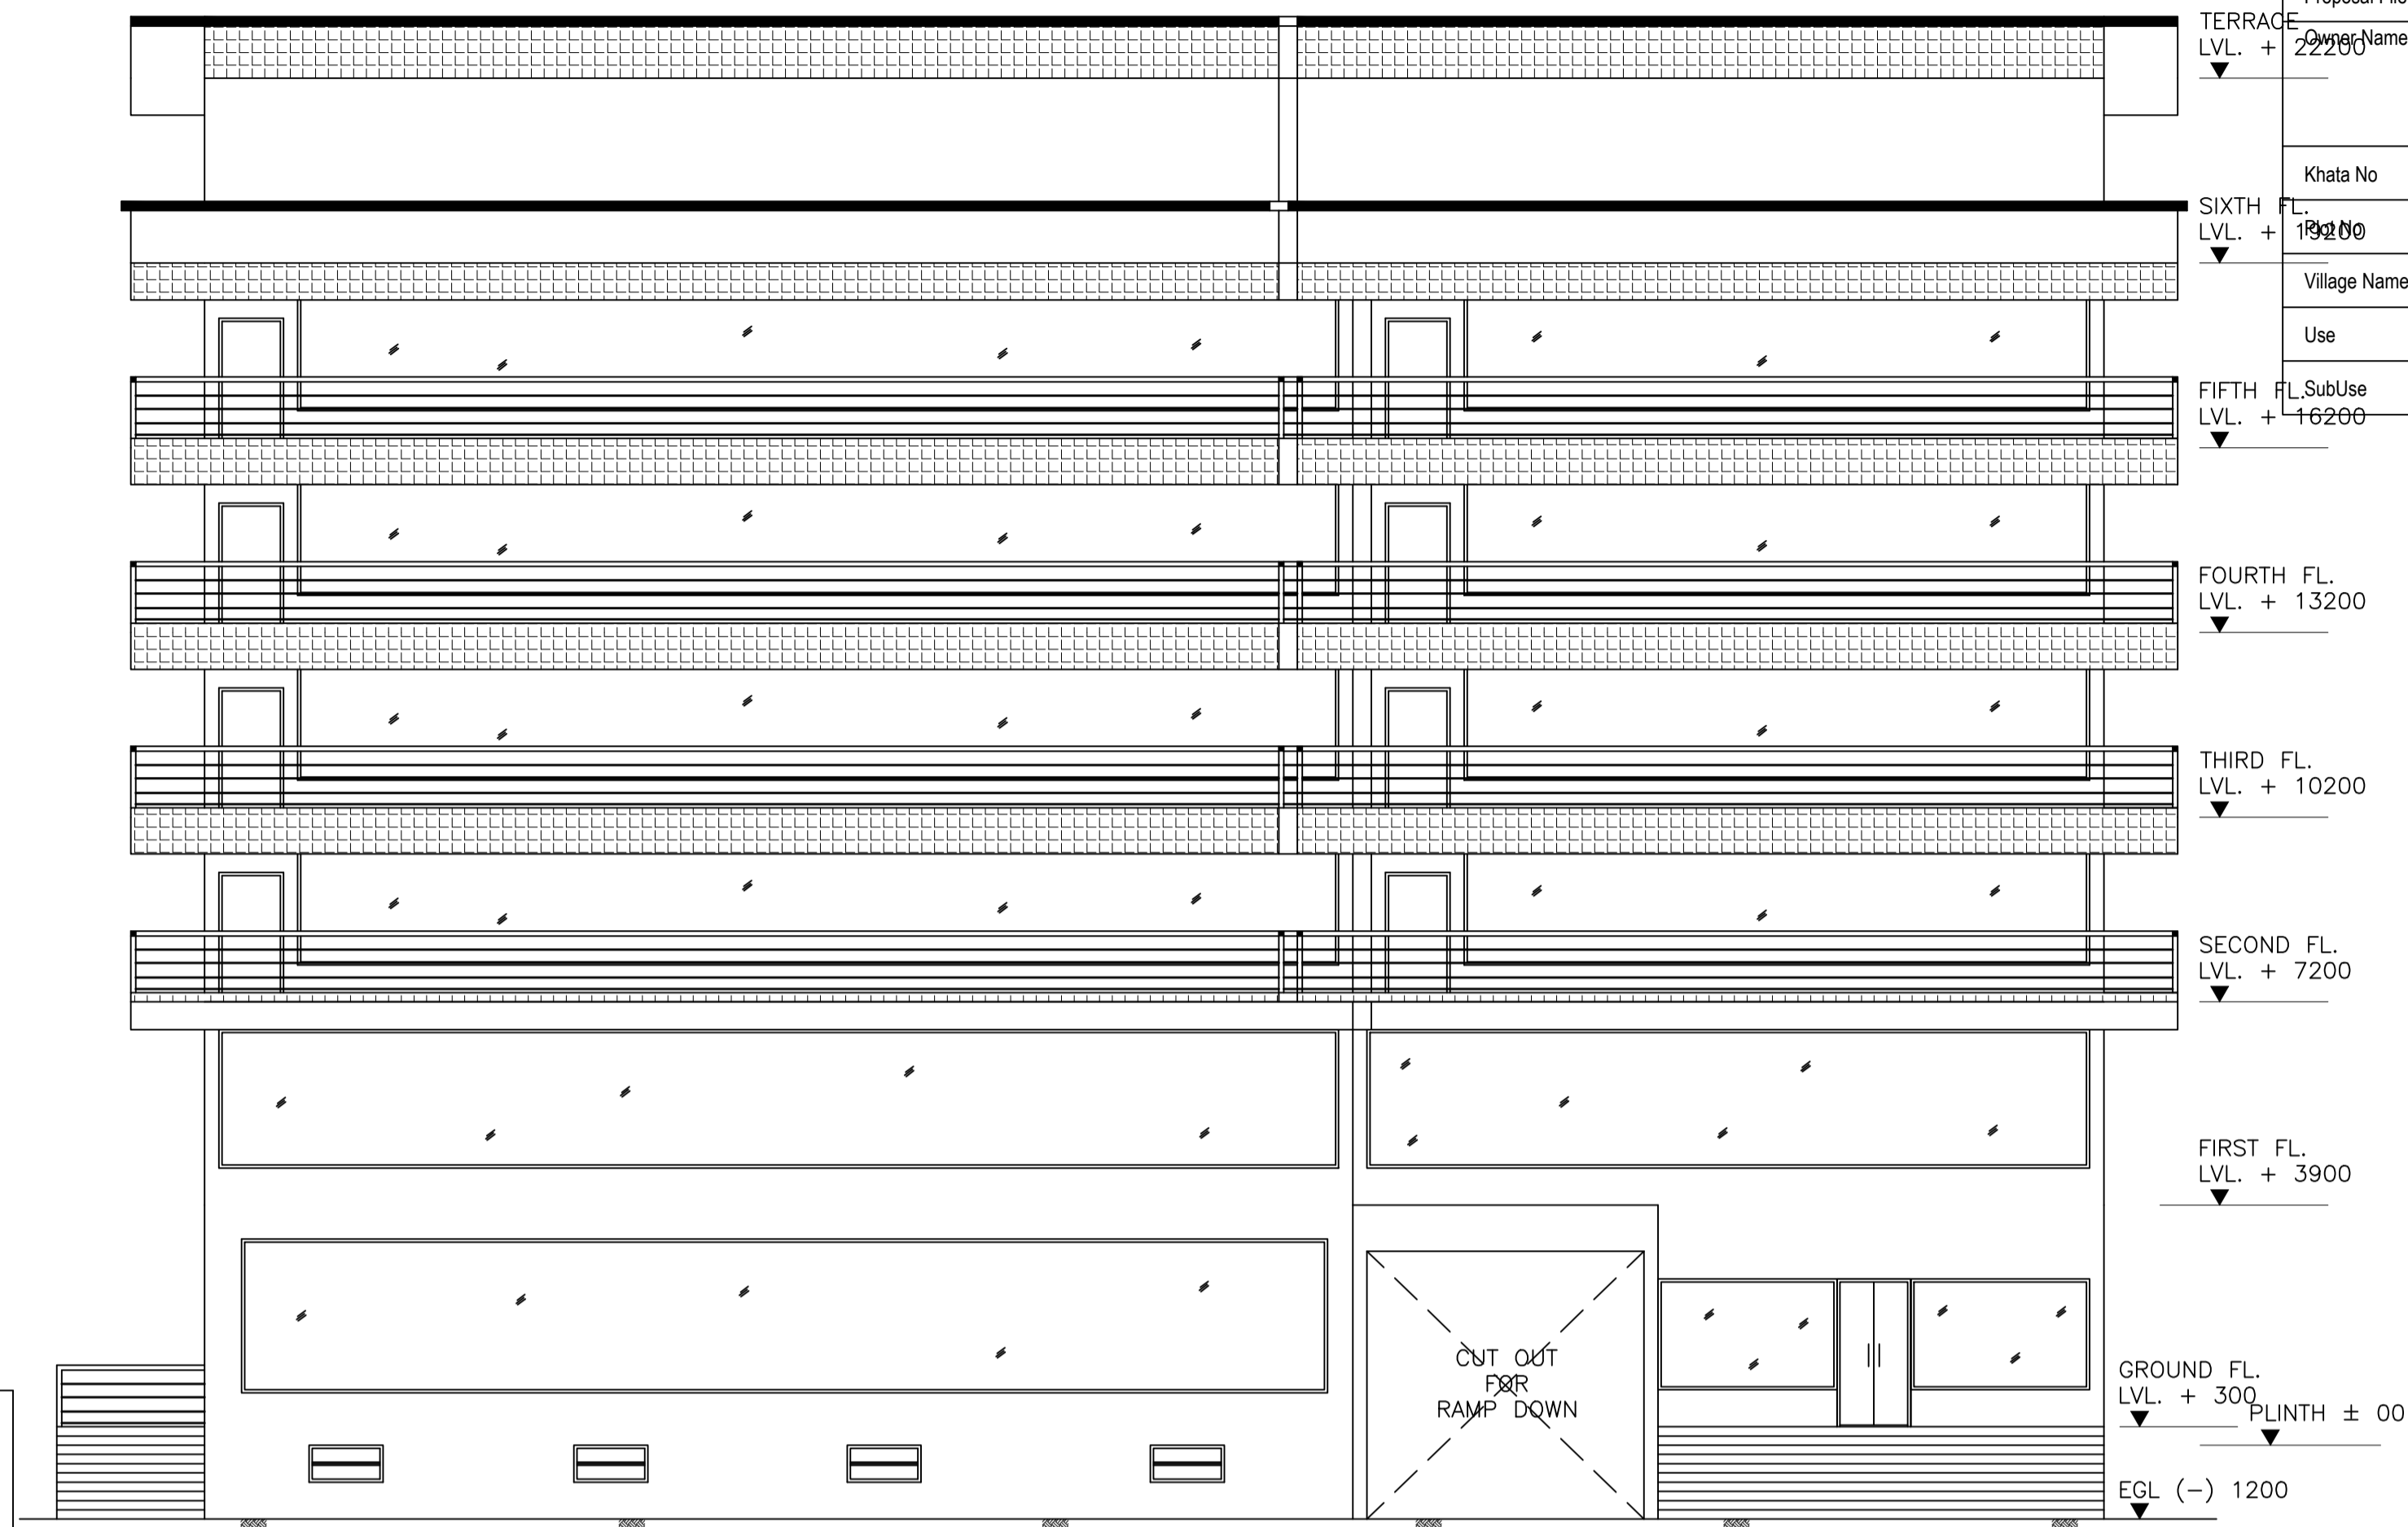 Proposal File
TERRACE
Owner Name
LVL. + 22200
Khata No
SIXTH FL.
LVL. + 19200
Plot No
Village Name
Use
FIFTH FL.
SubUse
LVL. + 16200
FOURTH FL.
LVL. + 13200
THIRD FL.
LVL. + 10200
SECOND FL.
LVL. + 7200
FIRST FL.
LVL. + 3900
CUT OUT
FOR
RAMP DOWN
GROUND FL.
LVL. + 300
PLINTH ± 00
EGL (−) 1200